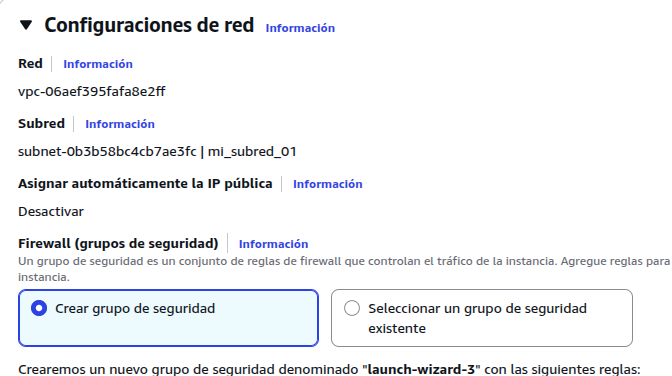 ▼ Configuraciones de red Información
Red Información
vpc-06aef395fafa8e2ff
Subred Información
subnet-0b3b58bc4cb7ae3fc | mi_subred_01
Asignar automáticamente la IP pública Información
Desactivar
Firewall (grupos de seguridad) Información
Un grupo de seguridad es un conjunto de reglas de firewall que controlan el tráfico de la instancia. Agregue reglas para
instancia.
Crear grupo de seguridad
Seleccionar un grupo de seguridad
existente
Crearemos un nuevo grupo de seguridad denominado "launch-wizard-3" con las siguientes reglas: